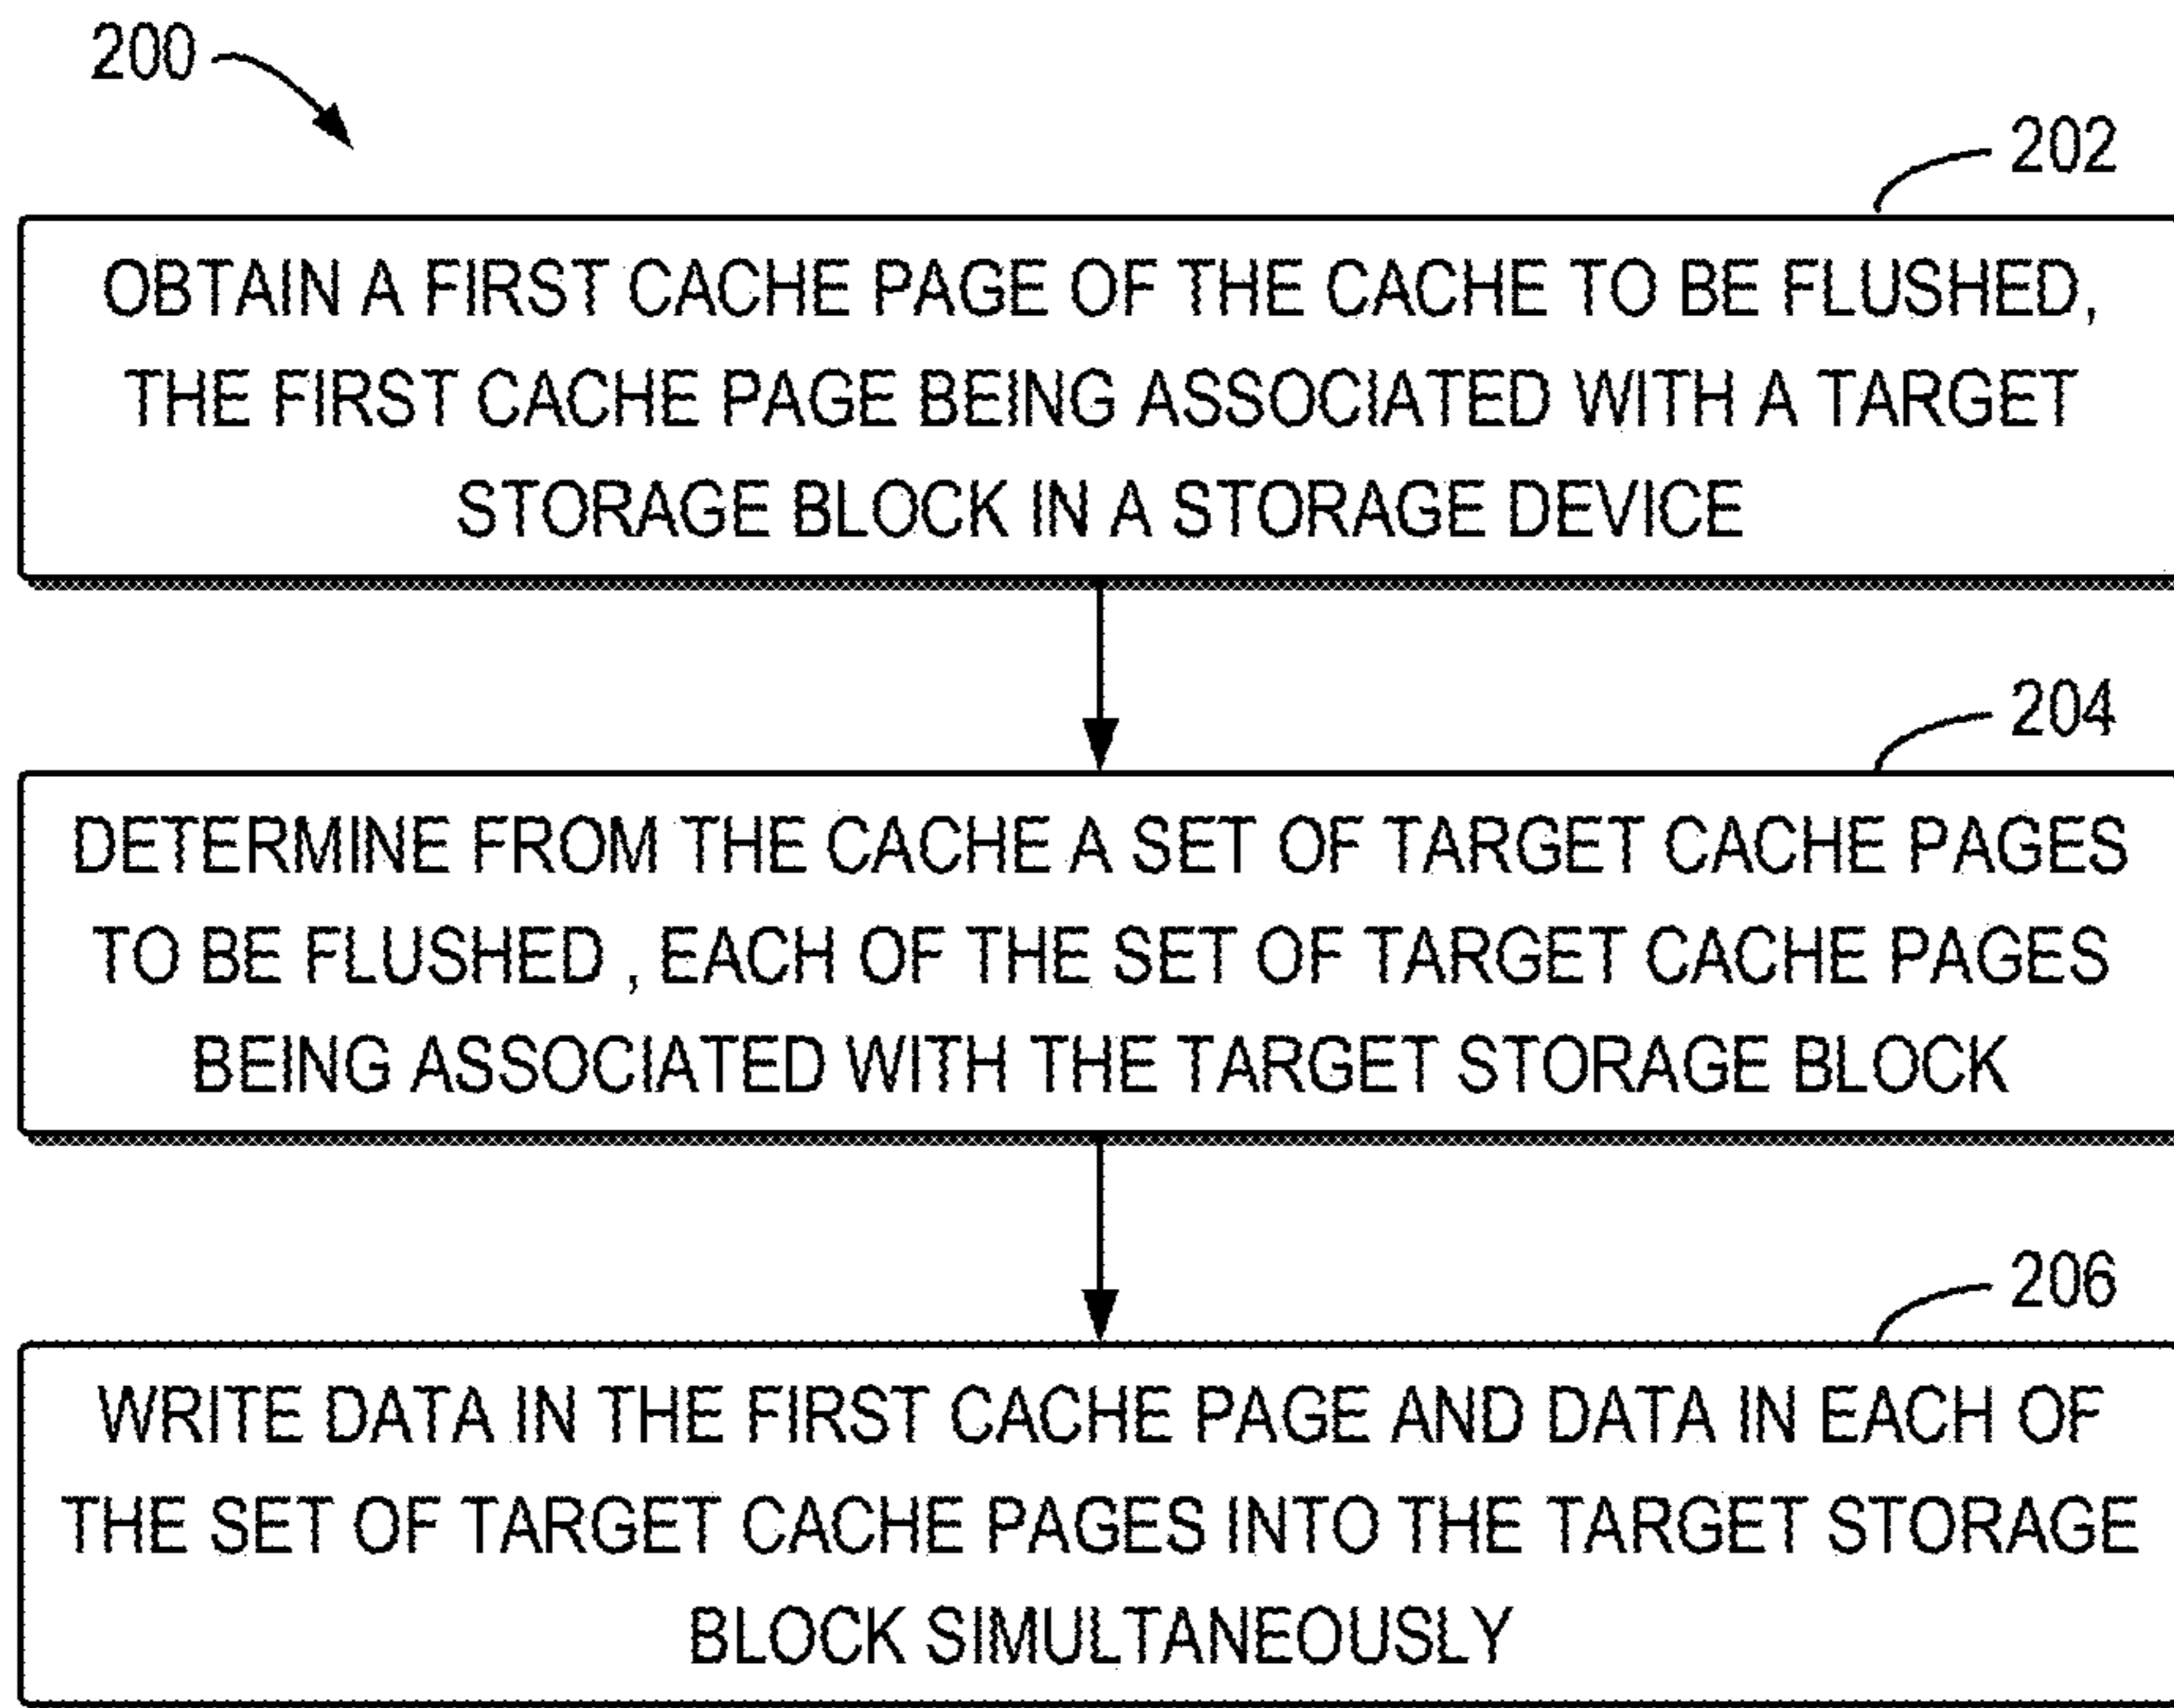 200
202
OBTAIN A FIRST CACHE PAGE OF THE CACHE TO BE FLUSHED,
THE FIRST CACHE PAGE BEING ASSOCIATED WITH A TARGET
STORAGE BLOCK IN A STORAGE DEVICE
204
DETERMINE FROM THE CACHE A SET OF TARGET CACHE PAGES
TO BE FLUSHED , EACH OF THE SET OF TARGET CACHE PAGES
BEING ASSOCIATED WITH THE TARGET STORAGE BLOCK
206
WRITE DATA IN THE FIRST CACHE PAGE AND DATA IN EACH OF
THE SET OF TARGET CACHE PAGES INTO THE TARGET STORAGE
BLOCK SIMULTANEOUSLY